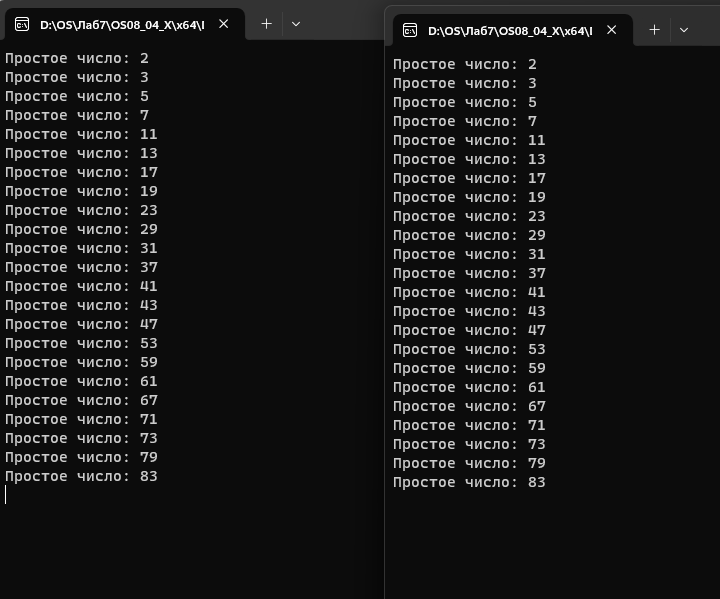 D:\OS\Лаб7\OS08_04_X\x64\I
Простое число: 2
Простое число: 3
Простое число: 5
Простое число: 7
Простое число: 11
Простое число: 13
Простое число: 17
Простое число: 19
Простое число: 23
Простое число: 29
Простое число: 31
Простое число: 37
Простое число: 41
Простое число: 43
Простое число: 47
Простое число: 53
Простое число: 59
Простое число: 61
Простое число: 67
Простое число: 71
Простое число: 73
Простое число: 79
Простое число: 83
D:\OS\Лаб7\OS08_04_X\x64\I
Простое число: 2
Простое число: 3
Простое число: 5
Простое число: 7
Простое число: 11
Простое число: 13
Простое число: 17
Простое число: 19
Простое число: 23
Простое число: 29
Простое число: 31
Простое число: 37
Простое число: 41
Простое число: 43
Простое число: 47
Простое число: 53
Простое число: 59
Простое число: 61
Простое число: 67
Простое число: 71
Простое число: 73
Простое число: 79
Простое число: 83